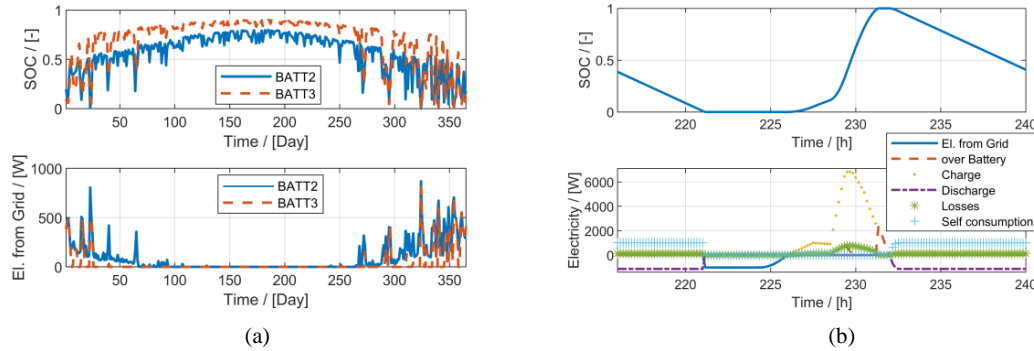 SOC / [-]
1
0.5
0
BATT2
BATT3
50 100 150 200 250 300 350
Time / [Day]
El. from Grid / [W]
1000
500
0
BATT2
BATT3
50 100 150 200 250 300 350
Time / [Day]
(a)
SOC / [-]
1
0.5
0
220 225 230 235 240
Time / [h]
El. from Grid
over Battery
Charge
Discharge
Losses
Self consumption
Electricity / [W]
6000
4000
2000
0
220 225 230 235 240
Time / [h]
(b)